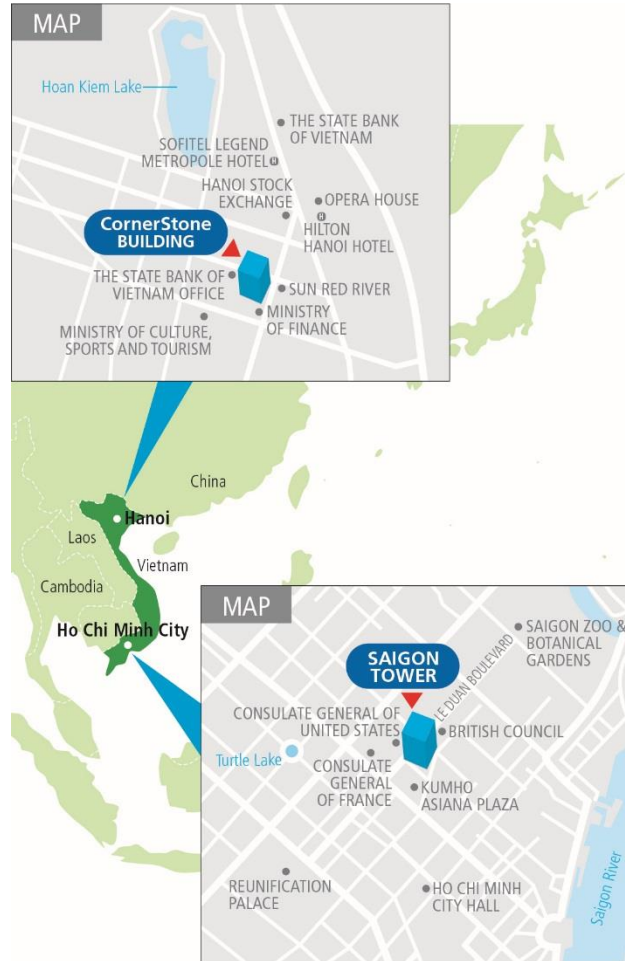 MAP
Hoan Kiem Lake
THE STATE BANK
OF VIETNAM
SOFITEL LEGEND
METROPOLE HOTEL
H
HANOI STOCK
EXCHANGE
OPERA HOUSE
H
HILTON
HANOI HOTEL
CornerStone
BUILDING
THE STATE BANK OF
VIETNAM OFFICE
SUN RED RIVER
MINISTRY
OF FINANCE
MINISTRY OF CULTURE,
SPORTS AND TOURISM
China
Hanoi
Laos
Vietnam
Cambodia
Ho Chi Minh City
MAP
SAIGON ZOO &
BOTANICAL
GARDENS
SAIGON
TOWER
LE DUAN BOULEVARD
CONSULATE GENERAL OF
UNITED STATES
BRITISH COUNCIL
Turtle Lake
CONSULATE
GENERAL
OF FRANCE
KUMHO
ASIANA PLAZA
REUNIFICATION
PALACE
HO CHI MINH
CITY HALL
Saigon River